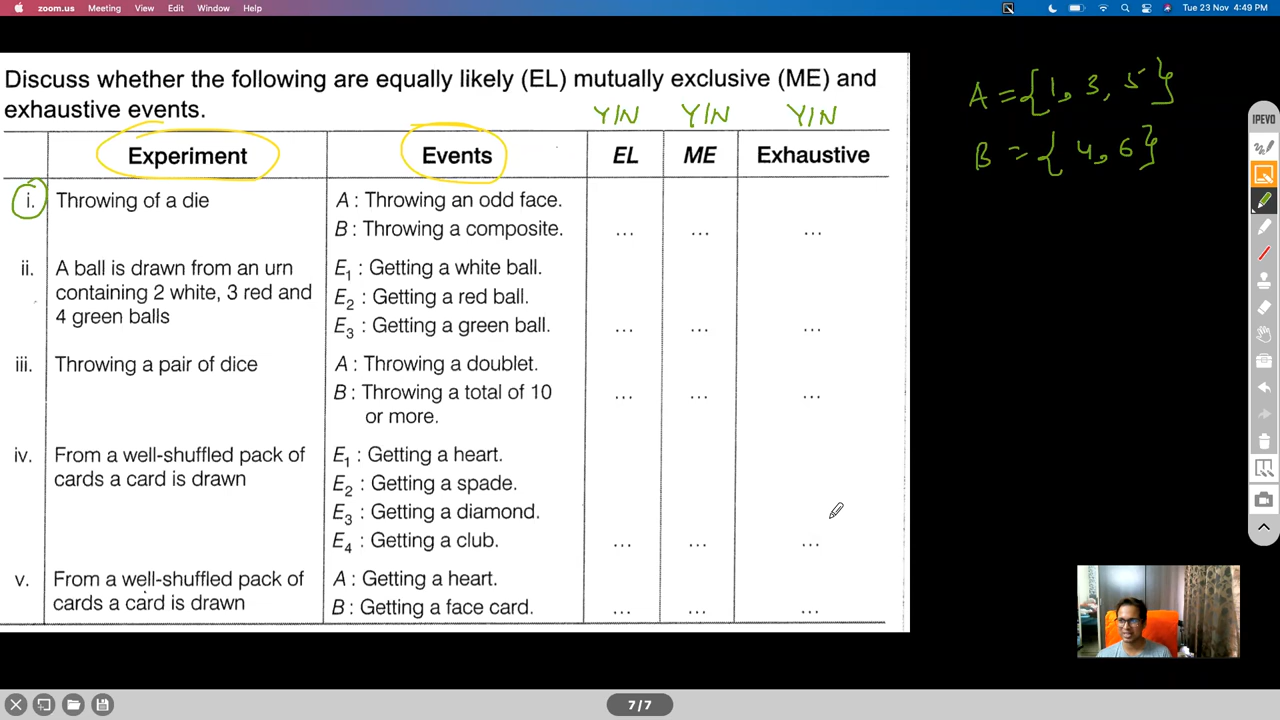 zoom.us Meeting View Edit Window Help Tue 23 Nov 4:49 PM
Discuss whether the following are equally likely (EL) mutually exclusive (ME) and
exhaustive events.
Y/N Y/N Y/N
Experiment Events EL ME Exhaustive
i. Throwing of a die A : Throwing an odd face.
B : Throwing a composite. ... ... ...
ii. A ball is drawn from an urn E1 : Getting a white ball.
containing 2 white, 3 red and E2 : Getting a red ball.
4 green balls E3 : Getting a green ball. ... ... ...
iii. Throwing a pair of dice A : Throwing a doublet.
B : Throwing a total of 10 ... ... ...
or more.
iv. From a well-shuffled pack of E1 : Getting a heart.
cards a card is drawn E2 : Getting a spade.
E3 : Getting a diamond.
E4 : Getting a club. ... ... ...
v. From a well-shuffled pack of A : Getting a heart.
cards a card is drawn B : Getting a face card. ... ... ...
A = {1, 3, 5}
B = {4, 6}
IPEVO
7/7